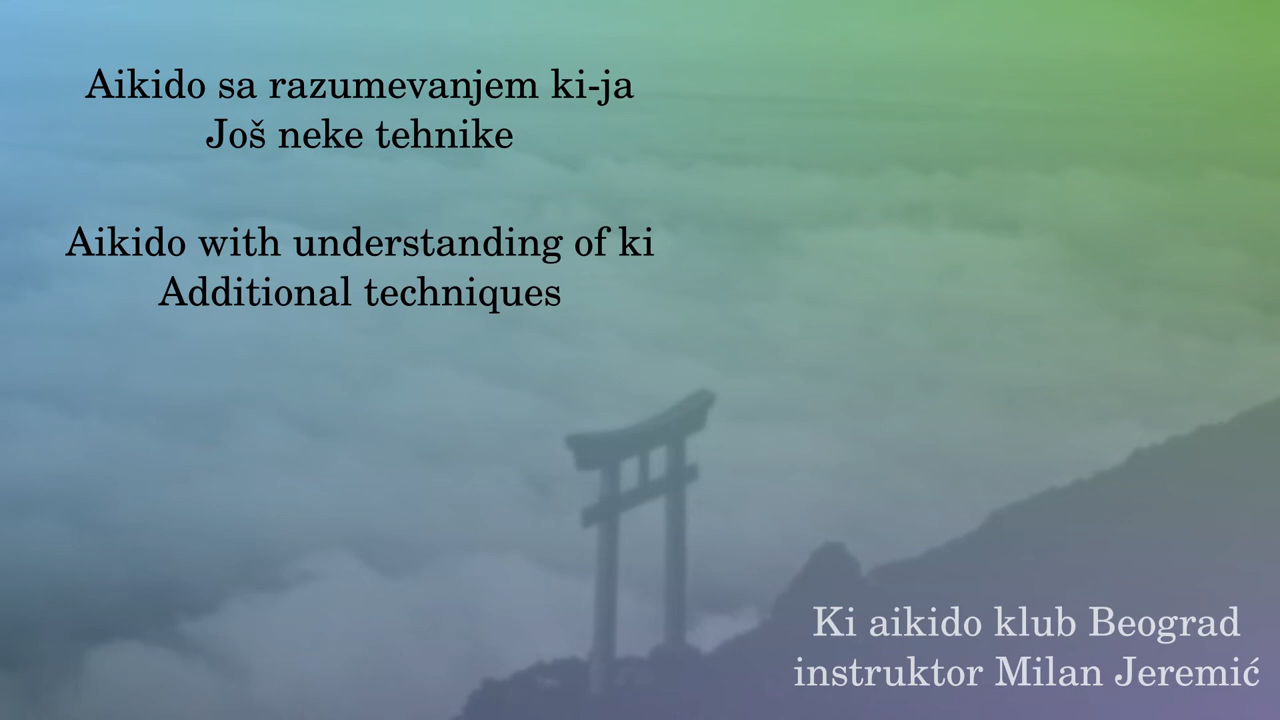 Aikido sa razumevanjem ki-ja
Još neke tehnike
Aikido with understanding of ki
Additional techniques
Ki aikido klub Beograd
instruktor Milan Jeremić